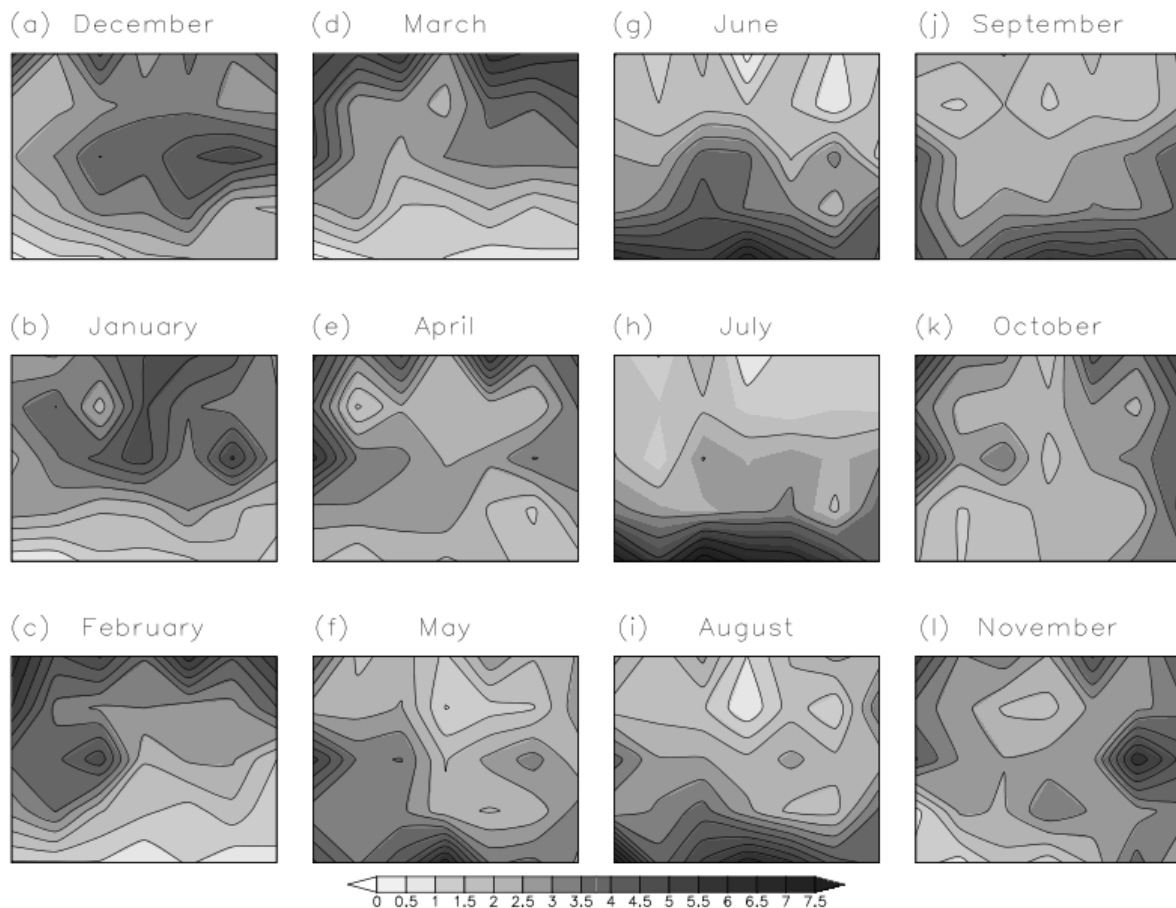 (a) December
(d) March
(g) June
(j) September
(b) January
(e) April
(h) July
(k) October
(c) February
(f) May
(i) August
(l) November
0 0.5 1 1.5 2 2.5 3 3.5 4 4.5 5 5.5 6 6.5 7 7.5